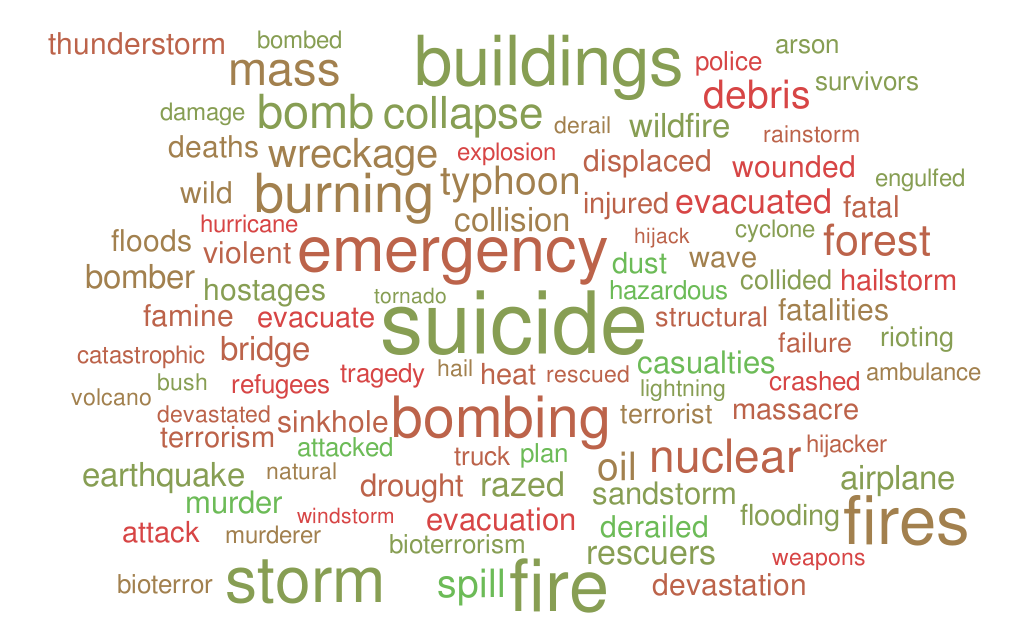 thunderstorm
bombed
buildings
arson
mass
police
survivors
debris
damage
bomb
collapse
derail
wildfire
rainstorm
deaths
wreckage
explosion
displaced
wounded
engulfed
wild
burning
typhoon
injured
evacuated
fatal
hurricane
collision
cyclone
floods
violent
emergency
hijack
forest
bomber
dust
wave
hostages
tornado
hazardous
collided
hailstorm
famine
evacuate
suicide
structural
fatalities
catastrophic
bridge
failure
rioting
bush
refugees
tragedy
hail
heat
rescued
casualties
crashed
ambulance
volcano
lightning
devastated
sinkhole
bombing
terrorist
massacre
terrorism
attacked
truck
plan
oil
nuclear
hijacker
earthquake
natural
drought
razed
sandstorm
airplane
murder
windstorm
evacuation
derailed
flooding
fires
attack
murderer
bioterrorism
rescuers
weapons
bioterror
storm
spill
fire
devastation